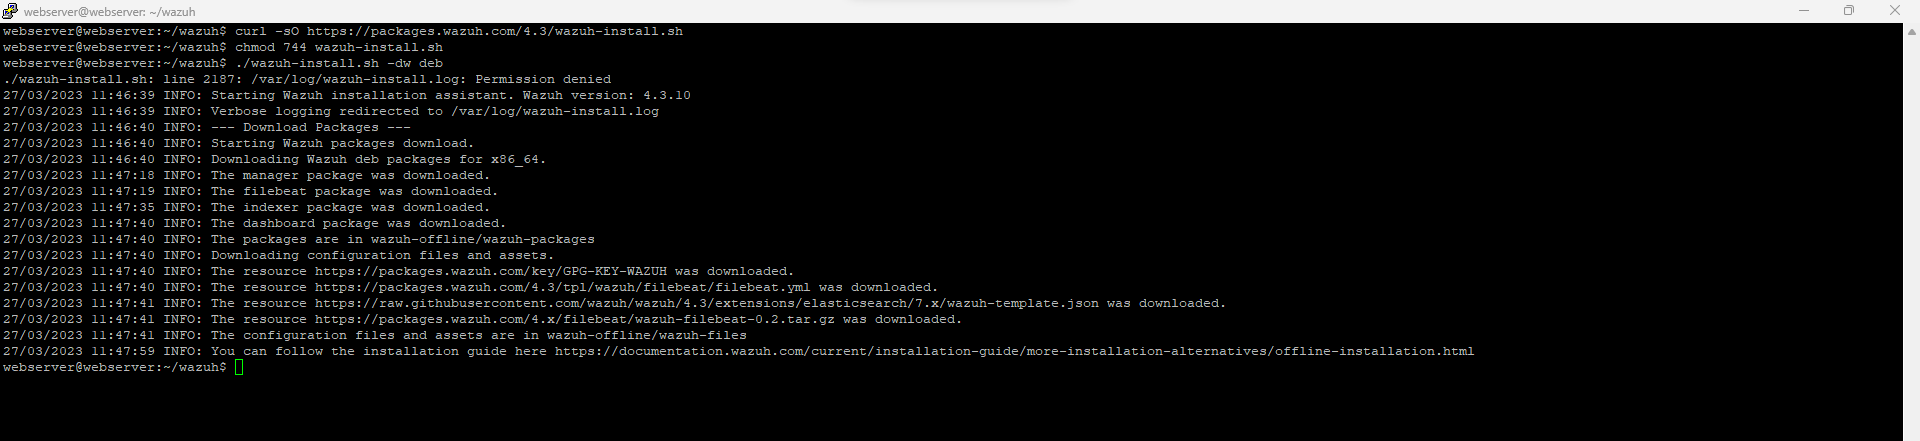 webserver@webserver: ~/wazuh
webserver@webserver:~/wazuh$ curl -sO https://packages.wazuh.com/4.3/wazuh-install.sh
webserver@webserver:~/wazuh$ chmod 744 wazuh-install.sh
webserver@webserver:~/wazuh$ ./wazuh-install.sh -dw deb
./wazuh-install.sh: line 2187: /var/log/wazuh-install.log: Permission denied
27/03/2023 11:46:39 INFO: Starting Wazuh installation assistant. Wazuh version: 4.3.10
27/03/2023 11:46:39 INFO: Verbose logging redirected to /var/log/wazuh-install.log
27/03/2023 11:46:40 INFO: --- Download Packages ---
27/03/2023 11:46:40 INFO: Starting Wazuh packages download.
27/03/2023 11:46:40 INFO: Downloading Wazuh deb packages for x86_64.
27/03/2023 11:47:18 INFO: The manager package was downloaded.
27/03/2023 11:47:19 INFO: The filebeat package was downloaded.
27/03/2023 11:47:35 INFO: The indexer package was downloaded.
27/03/2023 11:47:40 INFO: The dashboard package was downloaded.
27/03/2023 11:47:40 INFO: The packages are in wazuh-offline/wazuh-packages
27/03/2023 11:47:40 INFO: Downloading configuration files and assets.
27/03/2023 11:47:40 INFO: The resource https://packages.wazuh.com/key/GPG-KEY-WAZUH was downloaded.
27/03/2023 11:47:40 INFO: The resource https://packages.wazuh.com/4.3/tpl/wazuh/filebeat/filebeat.yml was downloaded.
27/03/2023 11:47:41 INFO: The resource https://raw.githubusercontent.com/wazuh/wazuh/4.3/extensions/elasticsearch/7.x/wazuh-template.json was downloaded.
27/03/2023 11:47:41 INFO: The resource https://packages.wazuh.com/4.x/filebeat/wazuh-filebeat-0.2.tar.gz was downloaded.
27/03/2023 11:47:41 INFO: The configuration files and assets are in wazuh-offline/wazuh-files
27/03/2023 11:47:59 INFO: You can follow the installation guide here https://documentation.wazuh.com/current/installation-guide/more-installation-alternatives/offline-installation.html
webserver@webserver:~/wazuh$